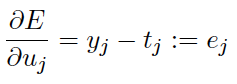 ∂E/∂u_j = y_j − t_j := e_j